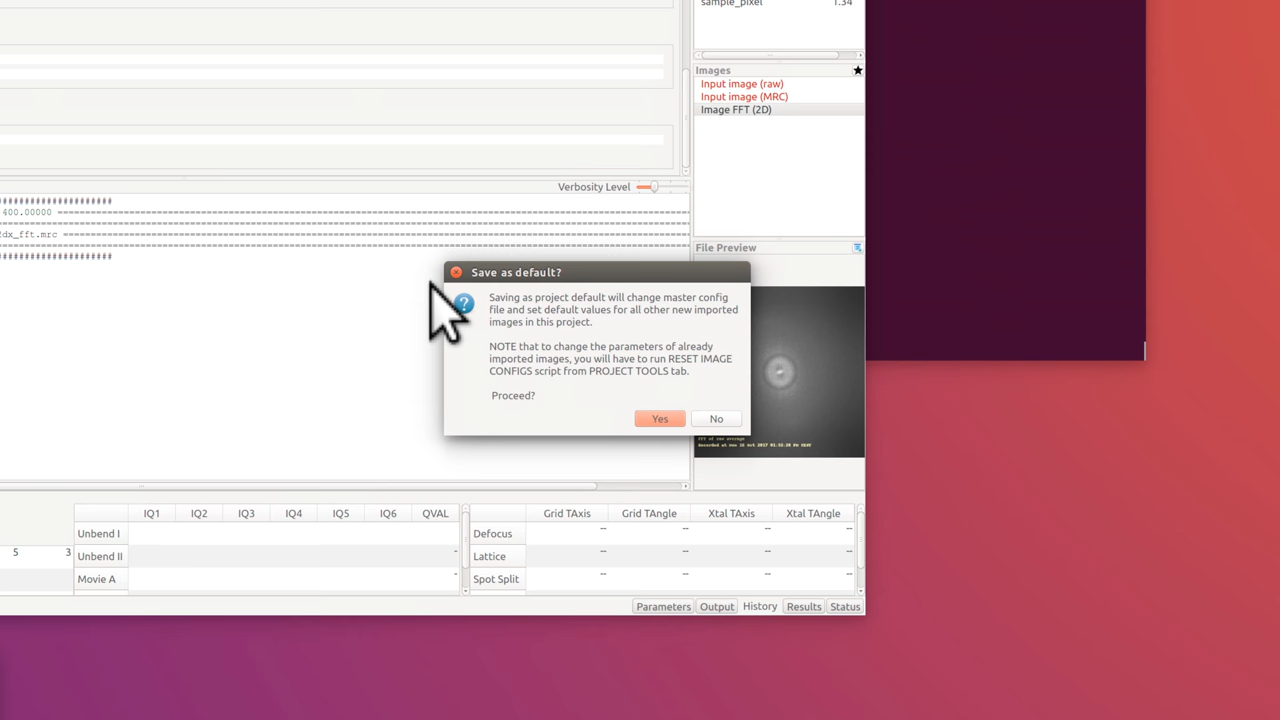 sample_pixel 1.34
Images
Input image (raw)
Input image (MRC)
Image FFT (2D)
Verbosity Level
######################
400.00000 ====================
dx_fft.mrc ====================
######################
File Preview
Save as default?
Saving as project default will change master config
file and set default values for all other new imported
images in this project.
NOTE that to change the parameters of already
imported images, you will have to run RESET IMAGE
CONFIGS script from PROJECT TOOLS tab.
Proceed?
Yes No
IQ1 IQ2 IQ3 IQ4 IQ5 IQ6 QVAL
Unbend I
5 3 Unbend II -
Movie A -
Grid TAxis Grid TAngle Xtal TAxis Xtal TAngle
Defocus -- -- -- --
Lattice -- -- -- --
Spot Split -- -- -- --
Parameters Output History Results Status